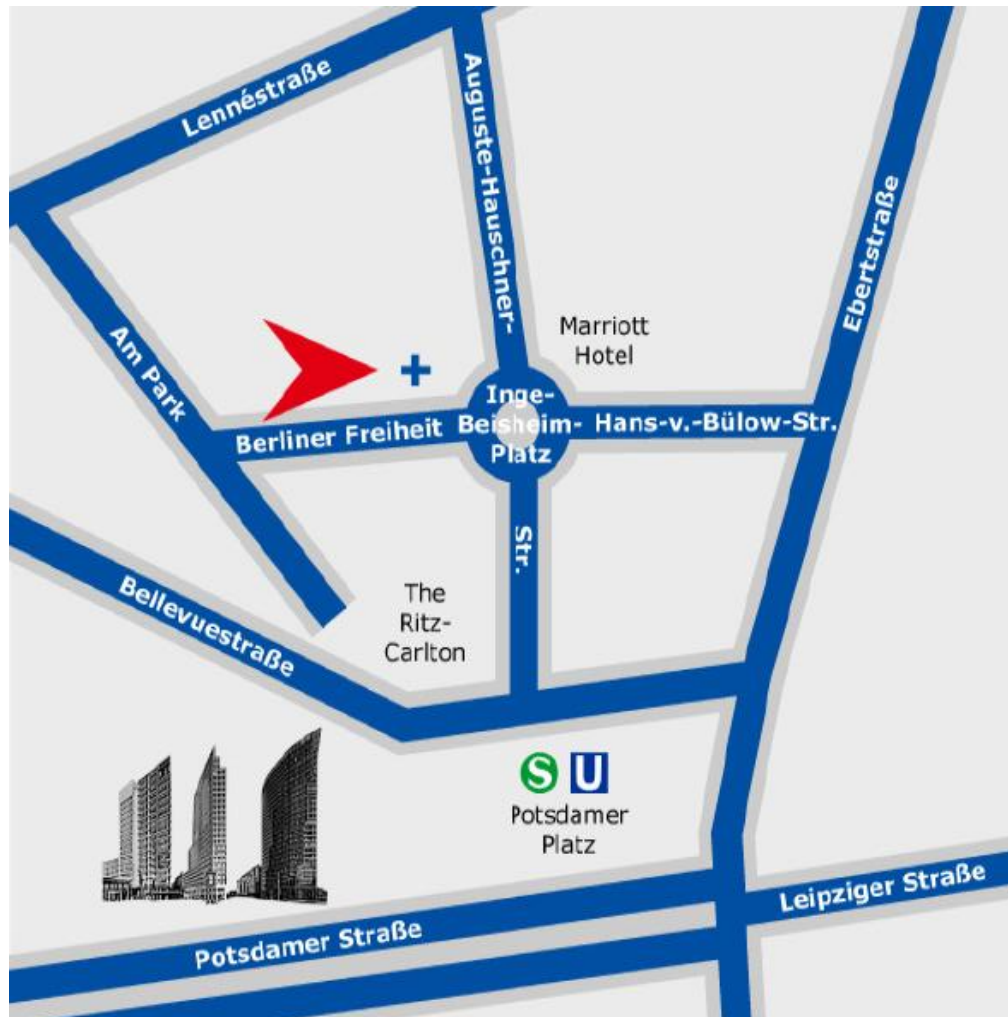 Lennéstraße
Auguste-Hauschner-
Ebertstraße
Am Park
Marriott
Hotel
Berliner Freiheit
Inge-
Beisheim-
Platz
Hans-v.-Bülow-Str.
Str.
Bellevuestraße
The
Ritz-
Carlton
S U
Potsdamer
Platz
Leipziger Straße
Potsdamer Straße